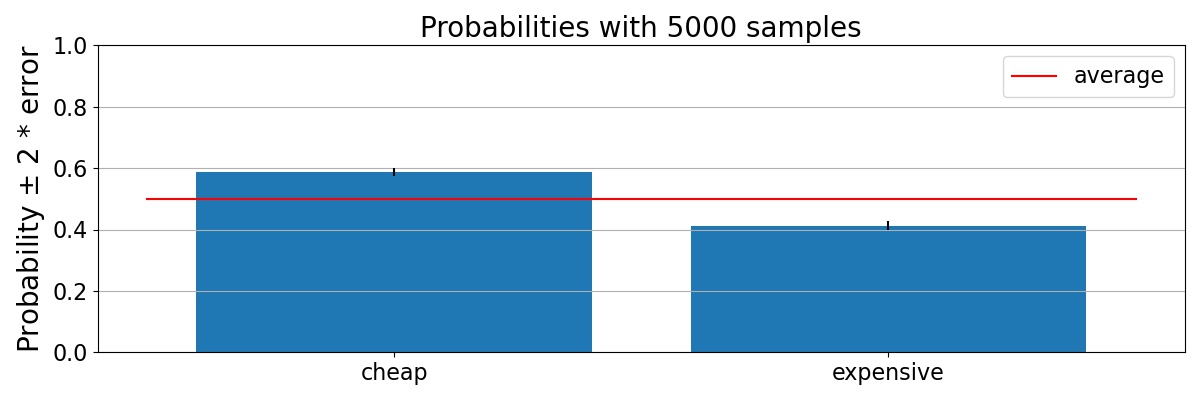 Probabilities with 5000 samples
Probability ± 2 * error
1.0
0.8
0.6
0.4
0.2
0.0
average
cheap
expensive